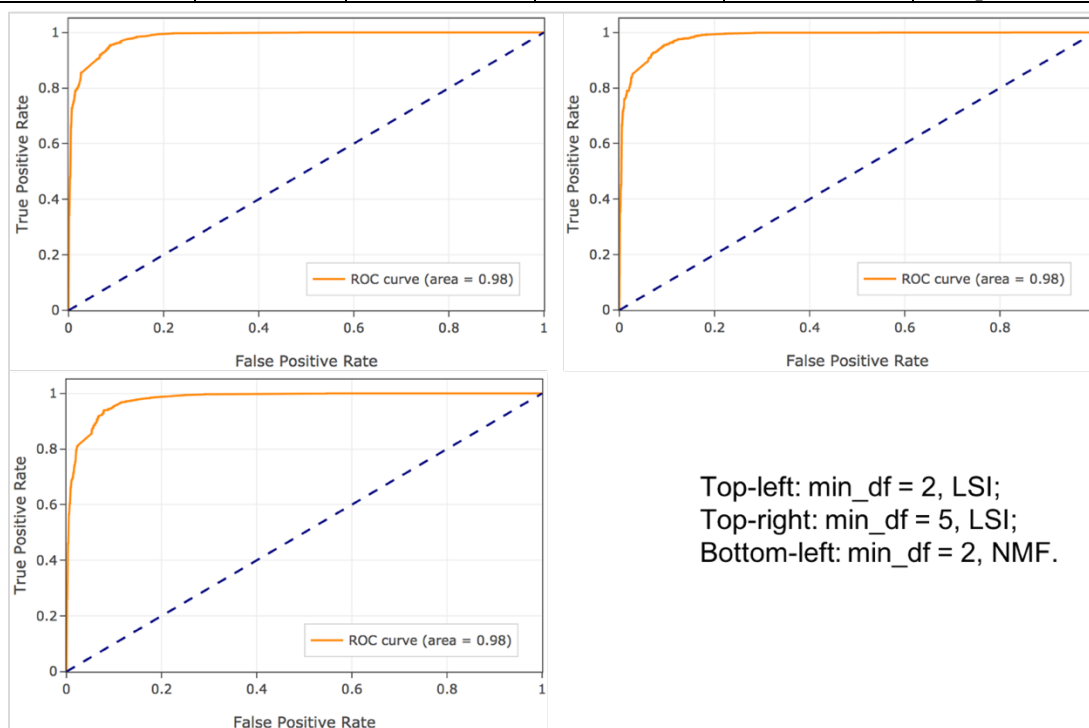 1
0.8
0.6
0.4
0.2
0
True Positive Rate
ROC curve (area = 0.98)
0 0.2 0.4 0.6 0.8 1
False Positive Rate
1
0.8
0.6
0.4
0.2
0
True Positive Rate
ROC curve (area = 0.98)
0 0.2 0.4 0.6 0.8
False Positive Rate
1
0.8
0.6
0.4
0.2
0
True Positive Rate
ROC curve (area = 0.98)
0 0.2 0.4 0.6 0.8 1
False Positive Rate
Top-left: min_df = 2, LSI;
Top-right: min_df = 5, LSI;
Bottom-left: min_df = 2, NMF.